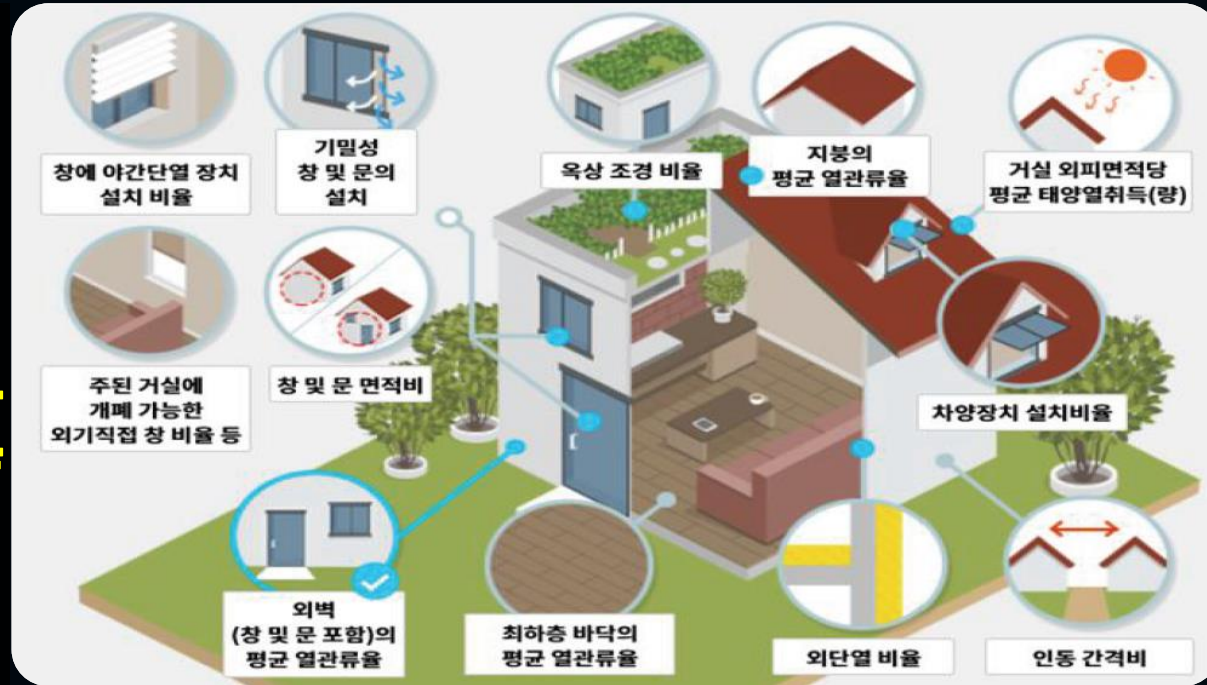 창에 야간단열 장치
설치 비율
기밀성
창 및 문의
설치
옥상 조경 비율
지붕의
평균 열관류율
거실 외피면적당
평균 태양열취득(량)
주된 거실에
개폐 가능한
외기직접 창 비율 등
창 및 문 면적비
차양장치 설치비율
외벽
(창 및 문 포함)의
평균 열관류율
최하층 바닥의
평균 열관류율
외단열 비율
인동 간격비